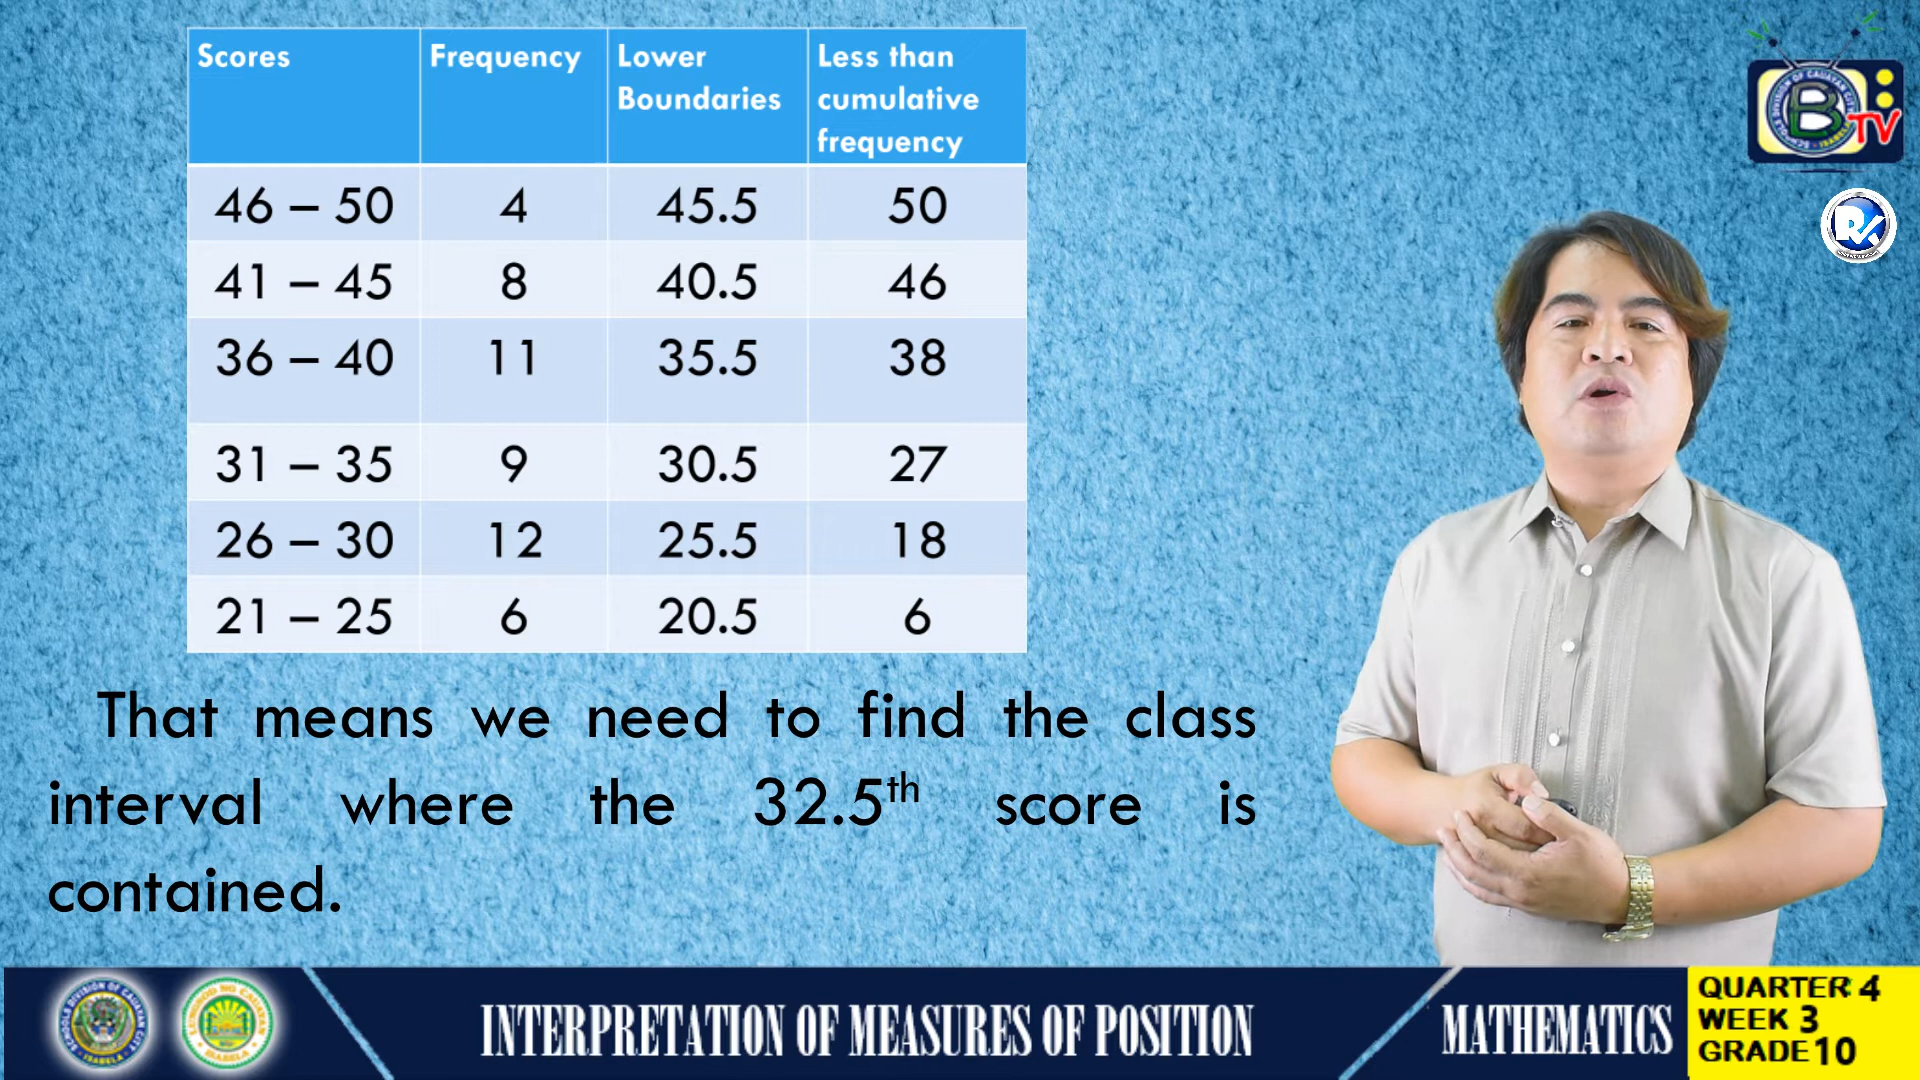 Scores Frequency Lower Boundaries Less than cumulative frequency
46 – 50 4 45.5 50
41 – 45 8 40.5 46
36 – 40 11 35.5 38
31 – 35 9 30.5 27
26 – 30 12 25.5 18
21 – 25 6 20.5 6
That means we need to find the class
interval where the 32.5th score is
contained.
B TV
RX
INTERPRETATION OF MEASURES OF POSITION
MATHEMATICS
QUARTER 4
WEEK 3
GRADE 10